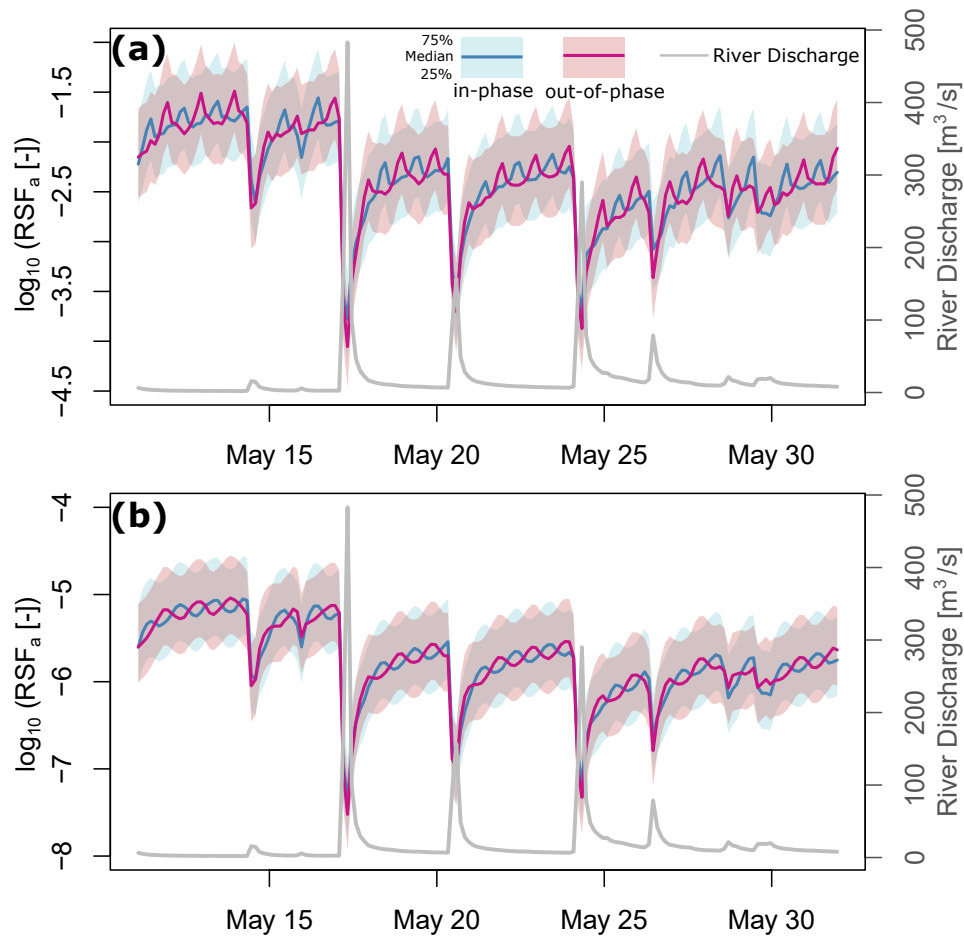 (a)
75%
Median
25%
in-phase
out-of-phase
River Discharge
log₁₀ (RSFₐ [-])
−1.5
−2.5
−3.5
−4.5
500
400
300
200
100
0
River Discharge [m³/s]
May 15
May 20
May 25
May 30
(b)
log₁₀ (RSFₐ [-])
−4
−5
−6
−7
−8
500
400
300
200
100
0
River Discharge [m³/s]
May 15
May 20
May 25
May 30